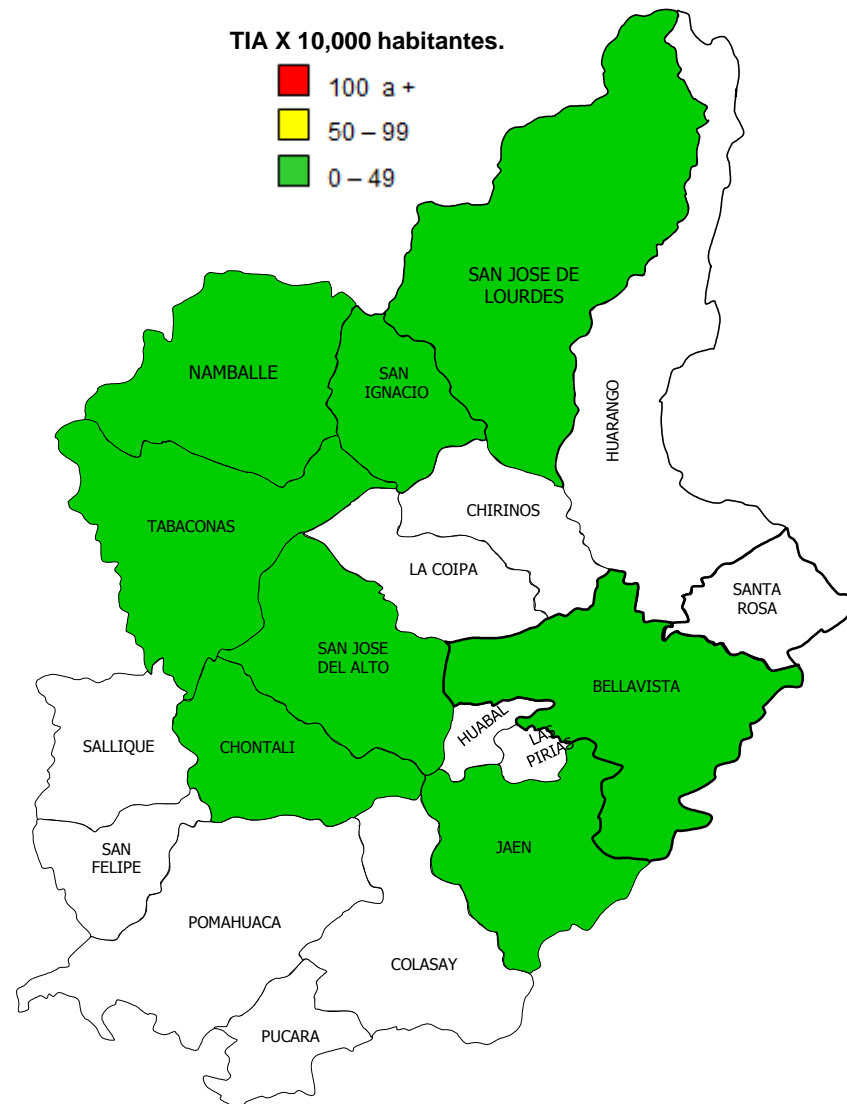 TIA X 10,000 habitantes.
100 a +
50 – 99
0 – 49
SAN JOSE DE
LOURDES
NAMBALLE
SAN
IGNACIO
HUARANGO
CHIRINOS
TABACONAS
LA COIPA
SANTA
ROSA
SAN JOSE
DEL ALTO
BELLAVISTA
HUABAL
LAS
PIRIAS
SALLIQUE
CHONTALI
SAN
FELIPE
JAEN
POMAHUACA
COLASAY
PUCARA